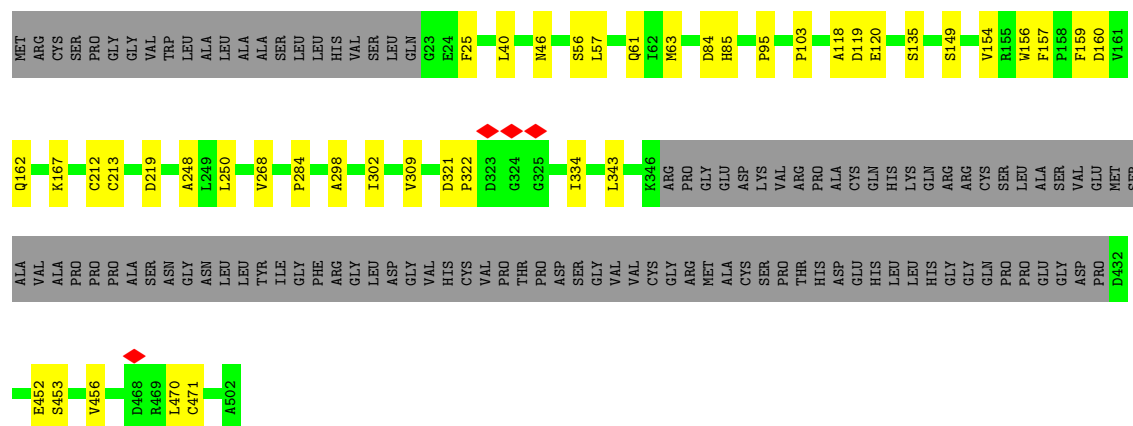 MET ARG CYS SER PRO GLY GLY VAL TRP LEU ALA LEU ALA ALA SER LEU LEU HIS VAL SER LEU GLN G23 E24 F25 L40 N46 S56 L57 Q61 I62 M63 D84 H85 P95 P103 A118 D119 E120 S135 S149 V154 R155 W156 F157 P158 F159 D160 V161
Q162 K167 C212 C213 D219 A248 L249 L250 V268 P284 A298 I302 V309 D321 P322 D323 G324 G325 I334 L343 K346 ARG PRO GLY GLU ASP LYS VAL ARG PRO ALA CYS GLN HIS LYS GLN ARG ARG CYS SER LEU ALA SER VAL GLU MET SER
ALA VAL ALA PRO PRO PRO ALA SER ASN GLY ASN LEU LEU TYR ILE GLY PHE ARG GLY LEU ASP GLY VAL HIS CYS VAL PRO THR PRO ASP SER GLY VAL VAL CYS GLY ARG MET ALA CYS SER PRO THR HIS ASP GLU HIS LEU LEU HIS GLY GLY GLN PRO PRO GLU GLY ASP PRO D432
E452 S453 V456 D468 R469 L470 C471 A502